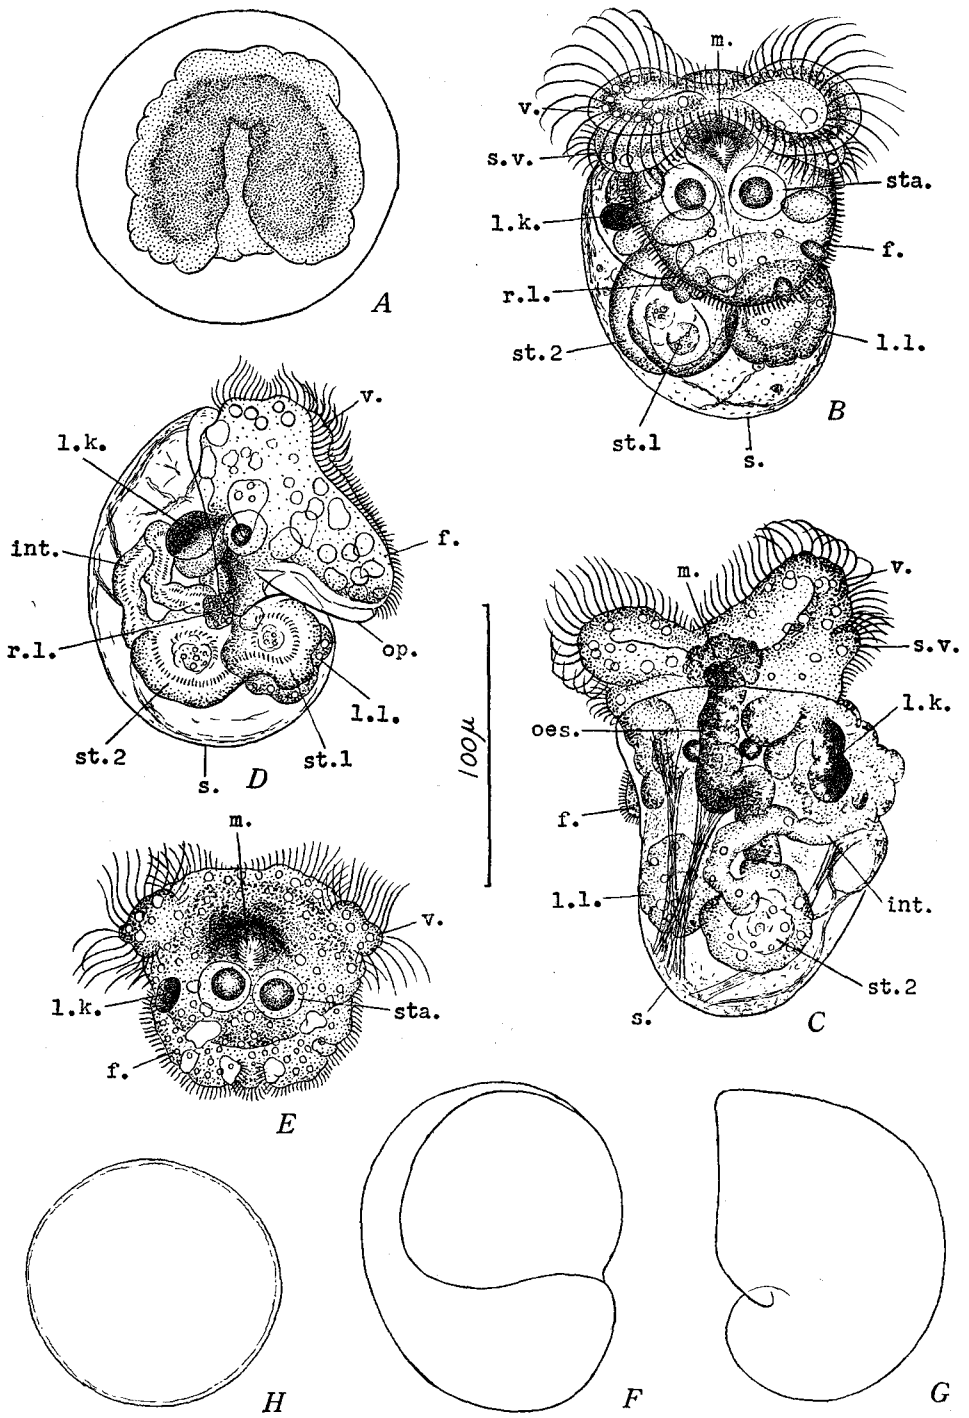 A
m.
v.
s.v.
sta.
l.k.
f.
r.l.
st.2
l.l.
st.1
s.
B
v.
l.k.
int.
f.
r.l.
op.
l.l.
st.2
st.1
s.
D
100μ
m.
v.
s.v.
l.k.
oes.
f.
l.l.
int.
st.2
s.
C
m.
v.
l.k.
sta.
f.
E
H
F
G